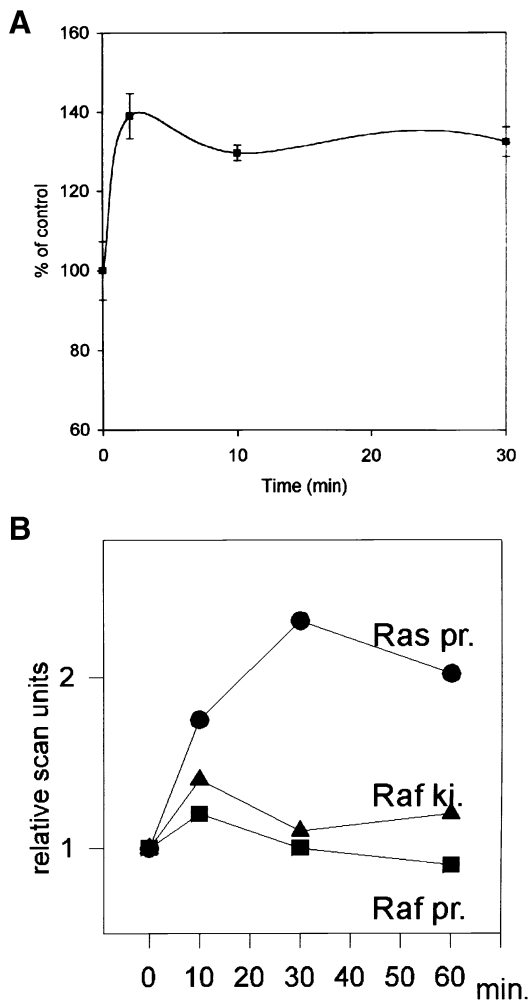 A
160
140
120
100
80
60
% of control
0 10 20 30
Time (min)
B
2
1
relative scan units
Ras pr.
Raf ki.
Raf pr.
0 10 20 30 40 50 60 min.